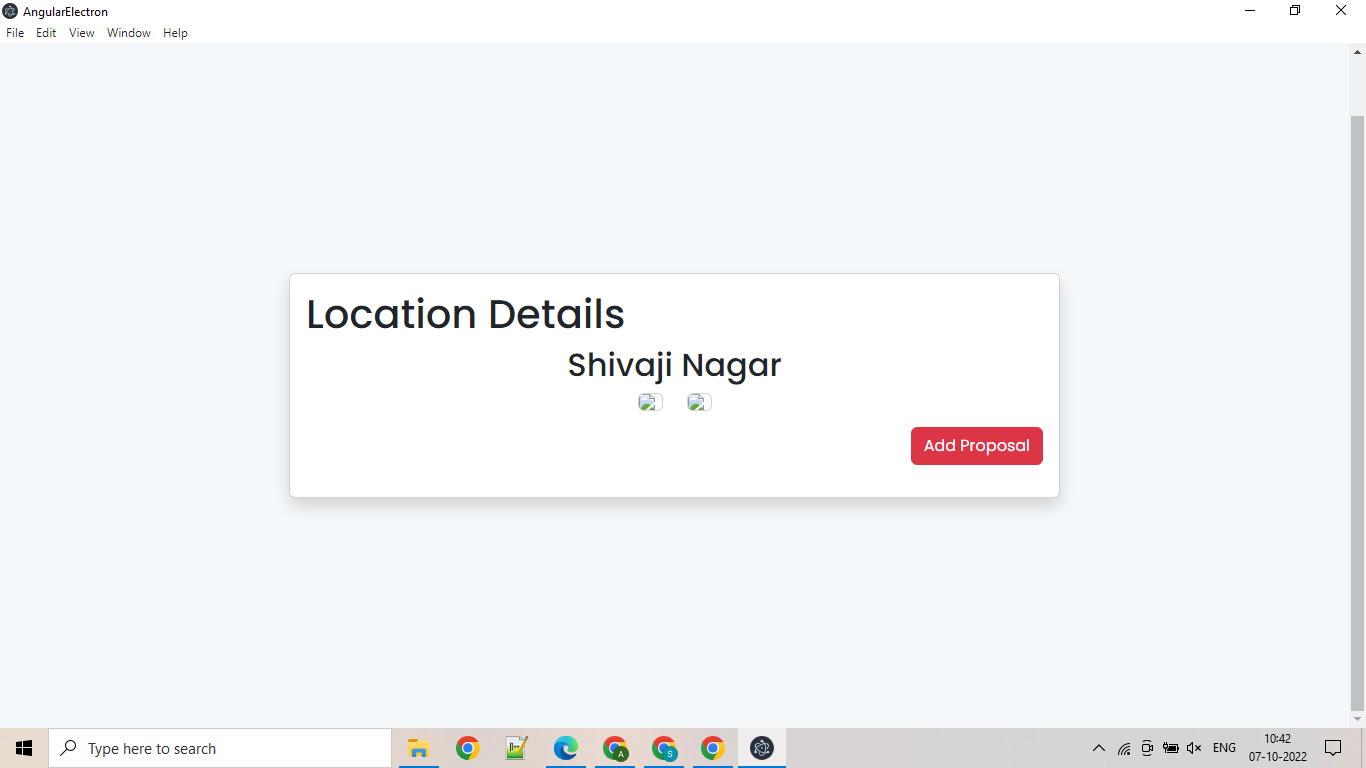 AngularElectron
File Edit View Window Help
Location Details
Shivaji Nagar
Add Proposal
Type here to search
A
S
ENG
10:42
07-10-2022